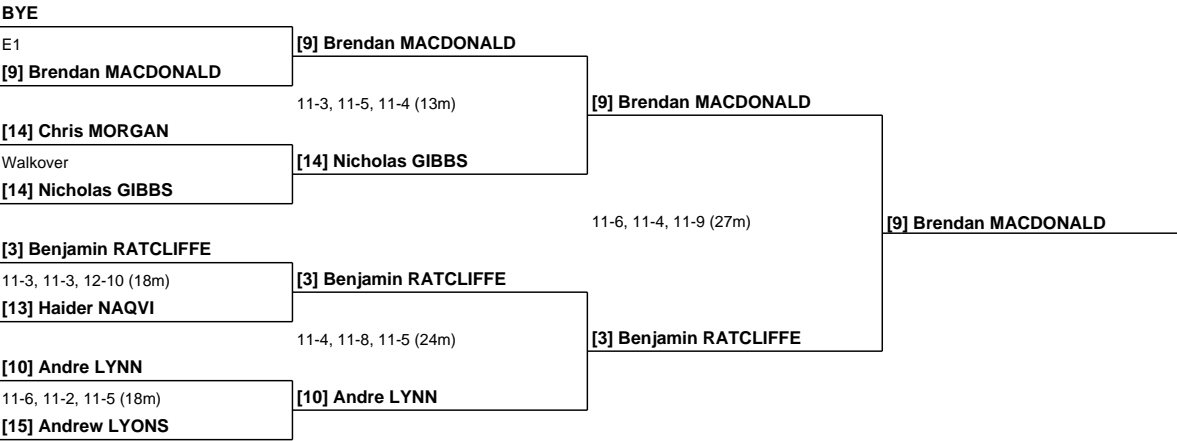 BYE
E1
[9] Brendan MACDONALD
[9] Brendan MACDONALD
11-3, 11-5, 11-4 (13m)
[9] Brendan MACDONALD
[14] Chris MORGAN
Walkover
[14] Nicholas GIBBS
[14] Nicholas GIBBS
11-6, 11-4, 11-9 (27m)
[9] Brendan MACDONALD
[3] Benjamin RATCLIFFE
11-3, 11-3, 12-10 (18m)
[3] Benjamin RATCLIFFE
[13] Haider NAQVI
11-4, 11-8, 11-5 (24m)
[3] Benjamin RATCLIFFE
[10] Andre LYNN
11-6, 11-2, 11-5 (18m)
[10] Andre LYNN
[15] Andrew LYONS